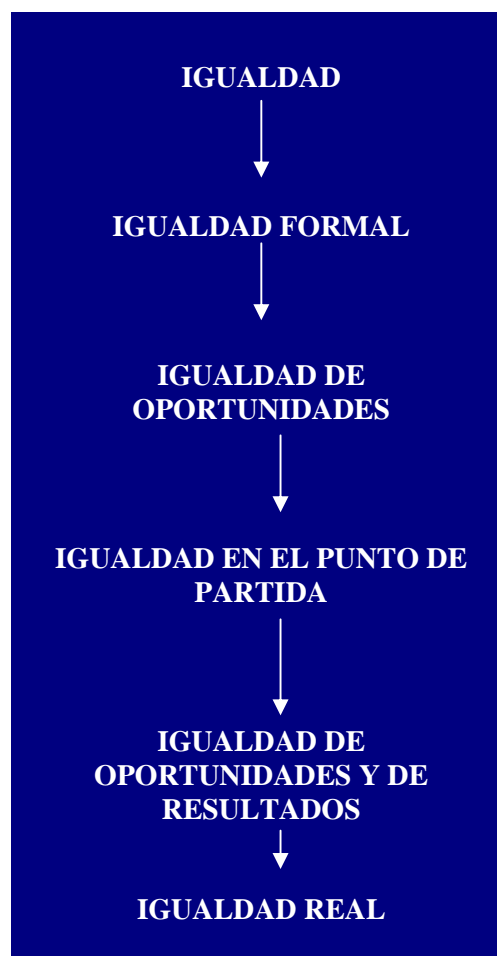 IGUALDAD
IGUALDAD FORMAL
IGUALDAD DE
OPORTUNIDADES
IGUALDAD EN EL PUNTO DE
PARTIDA
IGUALDAD DE
OPORTUNIDADES Y DE
RESULTADOS
IGUALDAD REAL